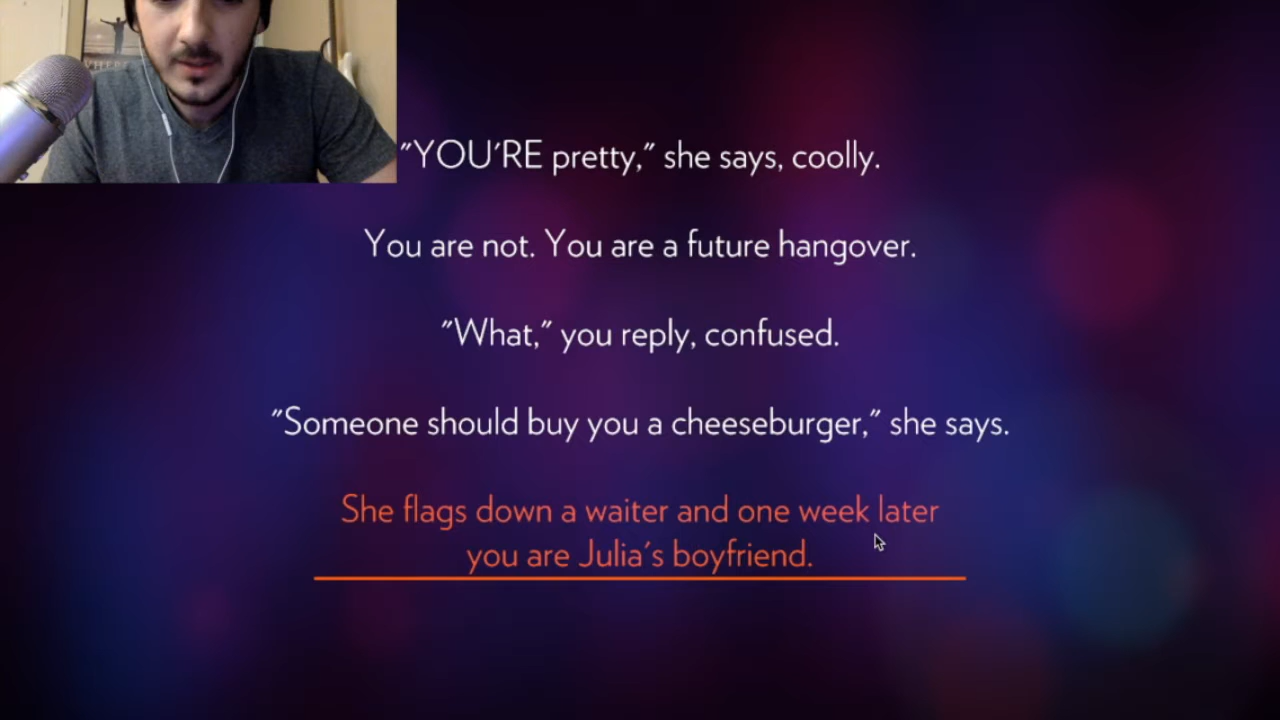 VHERE
"YOU'RE pretty," she says, coolly.
You are not. You are a future hangover.
"What," you reply, confused.
"Someone should buy you a cheeseburger," she says.
She flags down a waiter and one week later
you are Julia's boyfriend.